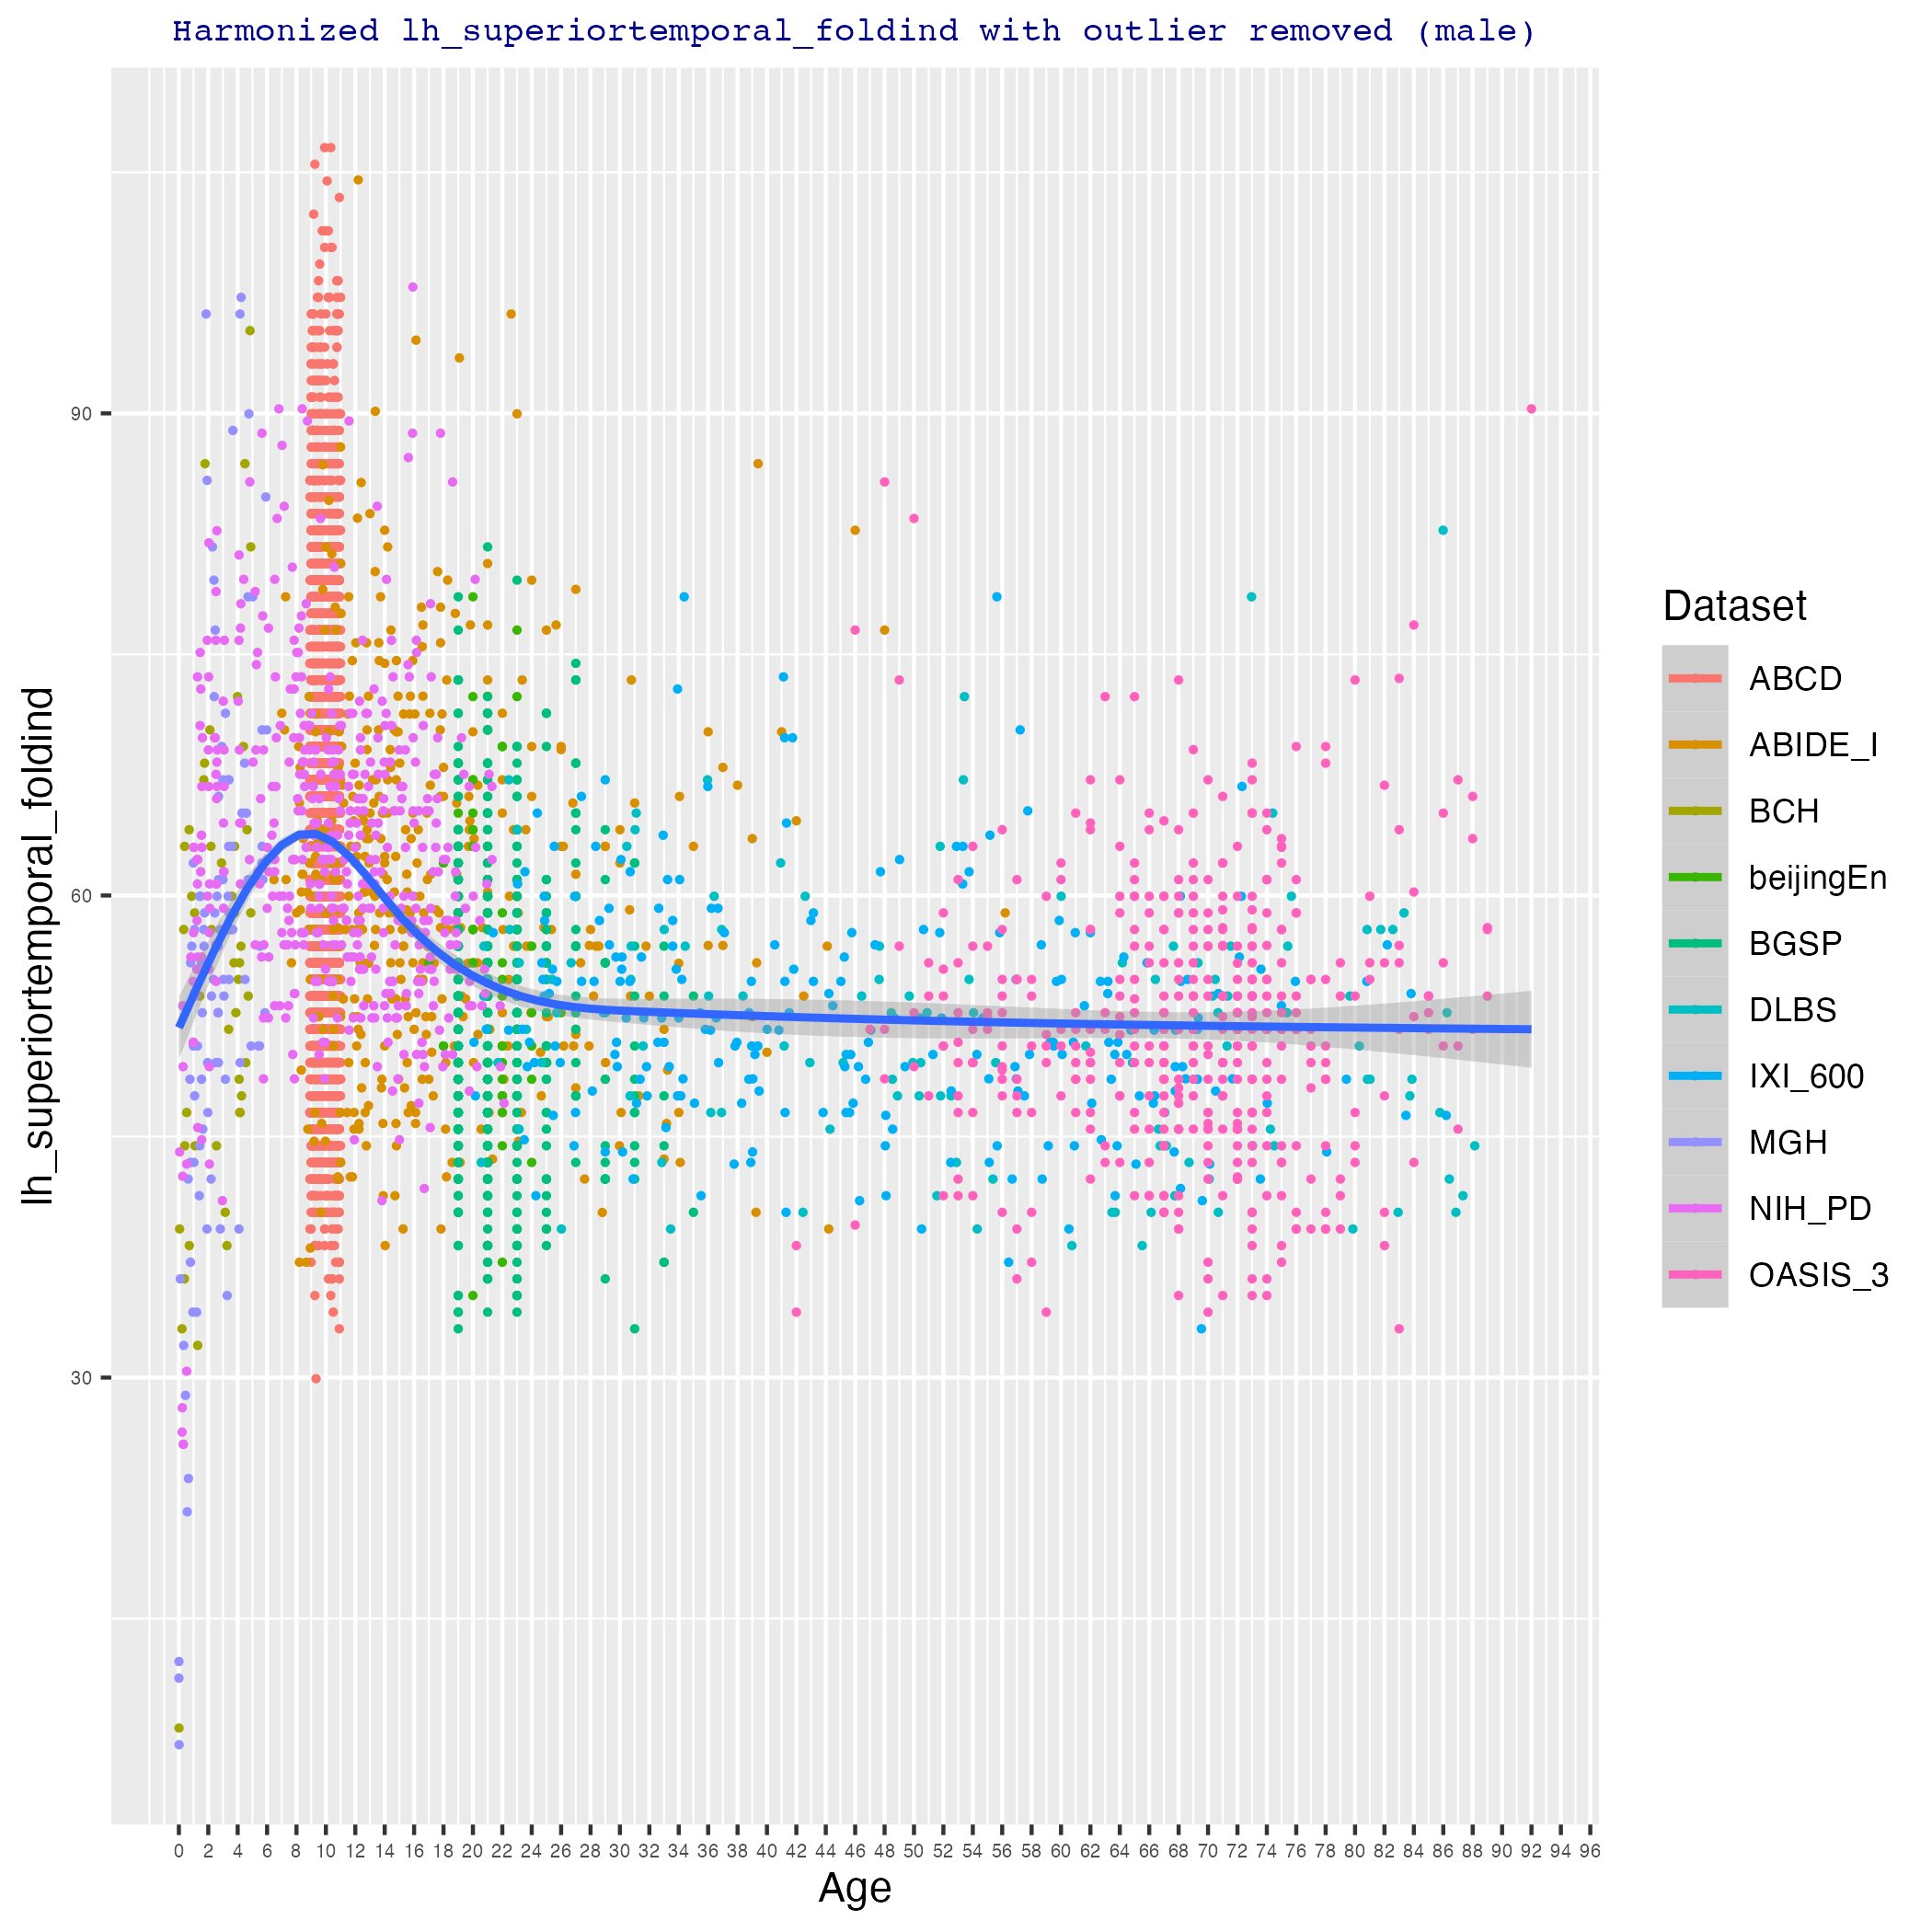 Harmonized lh_superiortemporal_foldind with outlier removed (male)
lh_superiortemporal_foldind
90
60
30
0 2 4 6 8 10 12 14 16 18 20 22 24 26 28 30 32 34 36 38 40 42 44 46 48 50 52 54 56 58 60 62 64 66 68 70 72 74 76 78 80 82 84 86 88 90 92 94 96
Age
Dataset
ABCD
ABIDE_I
BCH
beijingEn
BGSP
DLBS
IXI_600
MGH
NIH_PD
OASIS_3